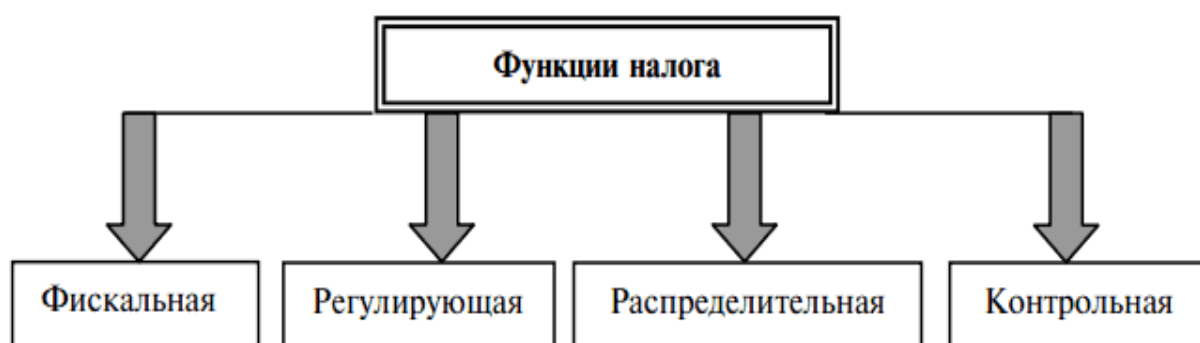 Функции налога
Фискальная
Регулирующая
Распределительная
Контрольная